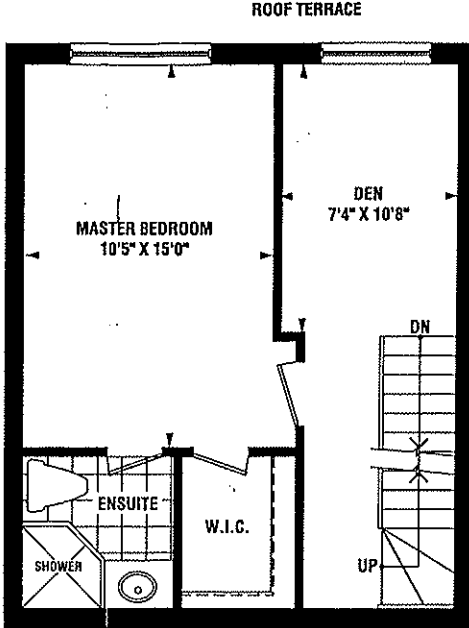 ROOF TERRACE
MASTER BEDROOM
10'5" X 15'0"
DEN
7'4" X 10'8"
DN
ENSUITE
W.I.C.
SHOWER
UP